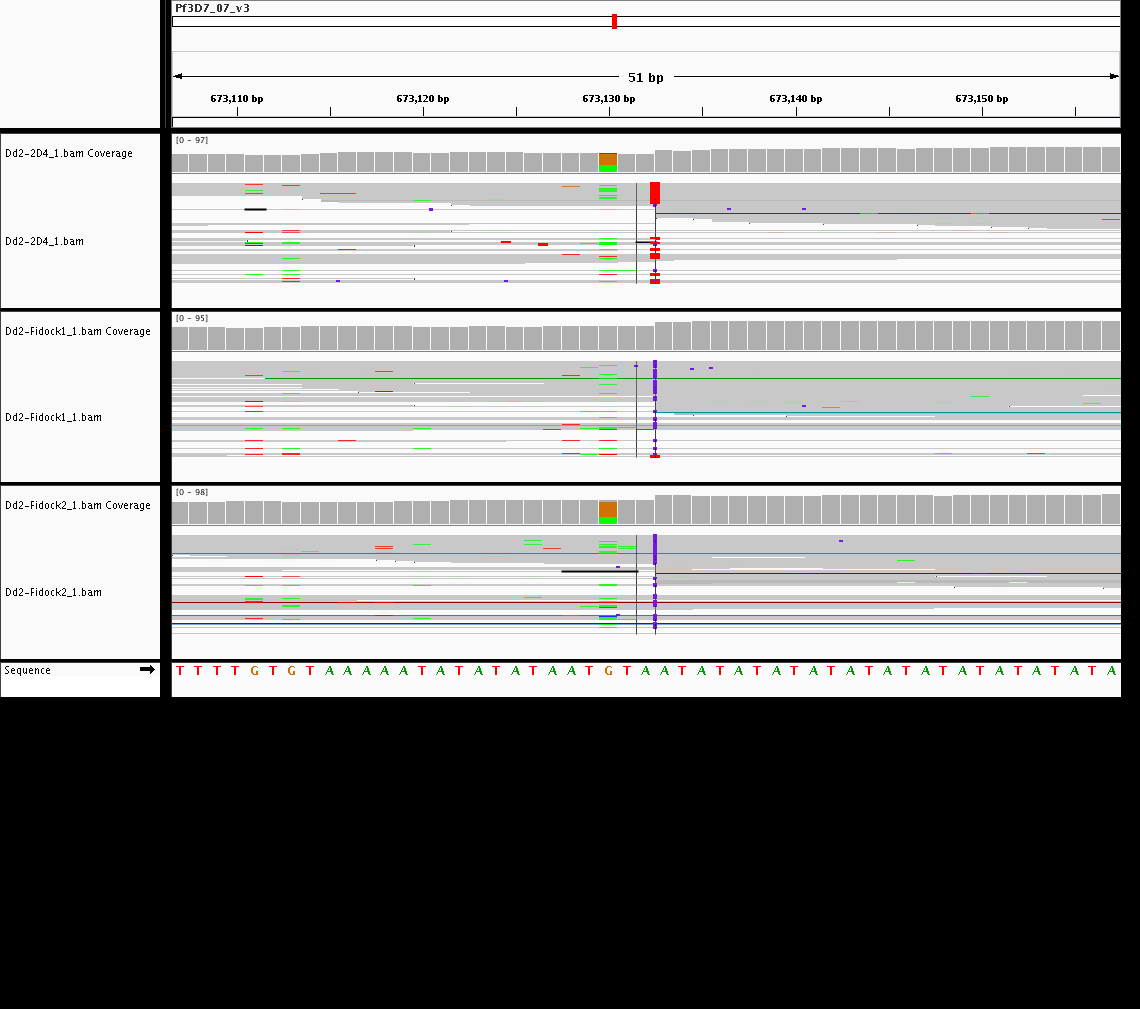 Pf3D7_07_v3
51 bp
673,110 bp 673,120 bp 673,130 bp 673,140 bp 673,150 bp
[0 - 97]
Dd2-2D4_1.bam Coverage
Dd2-2D4_1.bam
[0 - 95]
Dd2-Fidock1_1.bam Coverage
Dd2-Fidock1_1.bam
[0 - 98]
Dd2-Fidock2_1.bam Coverage
Dd2-Fidock2_1.bam
Sequence T T T T G T G T A A A A A T A T A T A T A A T G T A A T A T A T A T A T A T A T A T A T A T A T A T A